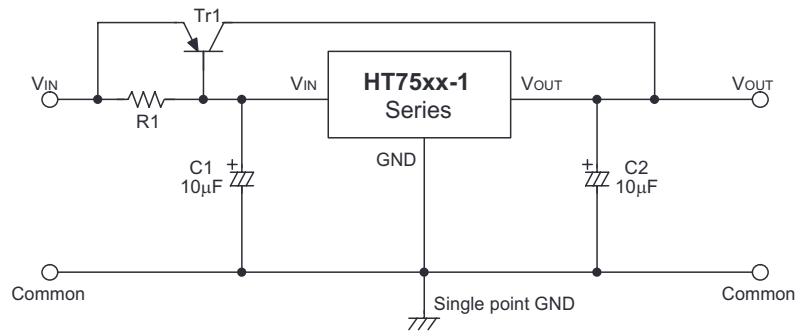 Tr1
VIN
R1
VIN
HT75xx-1
Series
VOUT
VOUT
GND
C1
10μF
+
+
C2
10μF
Common
Single point GND
Common